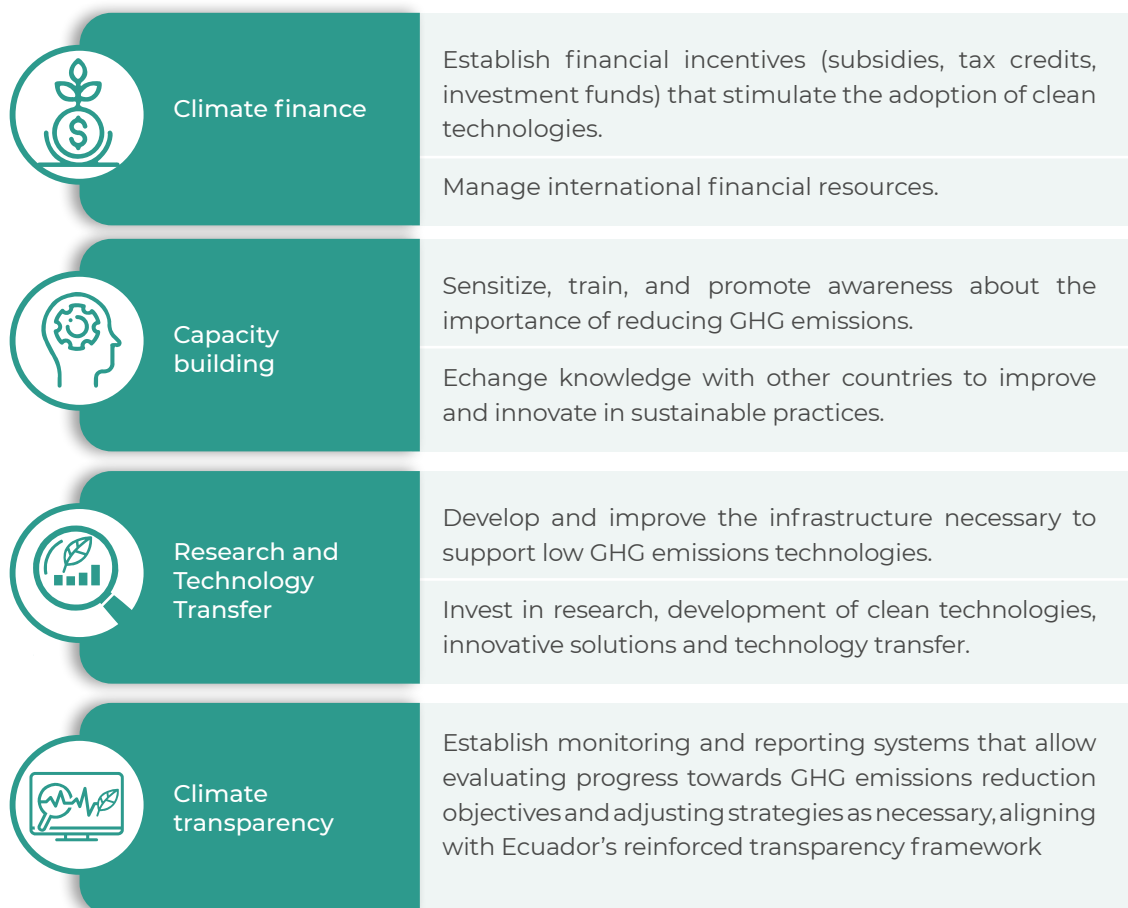 Climate finance
Establish financial incentives (subsidies, tax credits,
investment funds) that stimulate the adoption of clean
technologies.
Manage international financial resources.
Capacity
building
Sensitize, train, and promote awareness about the
importance of reducing GHG emissions.
Echange knowledge with other countries to improve
and innovate in sustainable practices.
Research and
Technology
Transfer
Develop and improve the infrastructure necessary to
support low GHG emissions technologies.
Invest in research, development of clean technologies,
innovative solutions and technology transfer.
Climate
transparency
Establish monitoring and reporting systems that allow
evaluating progress towards GHG emissions reduction
objectives and adjusting strategies as necessary, aligning
with Ecuador’s reinforced transparency framework